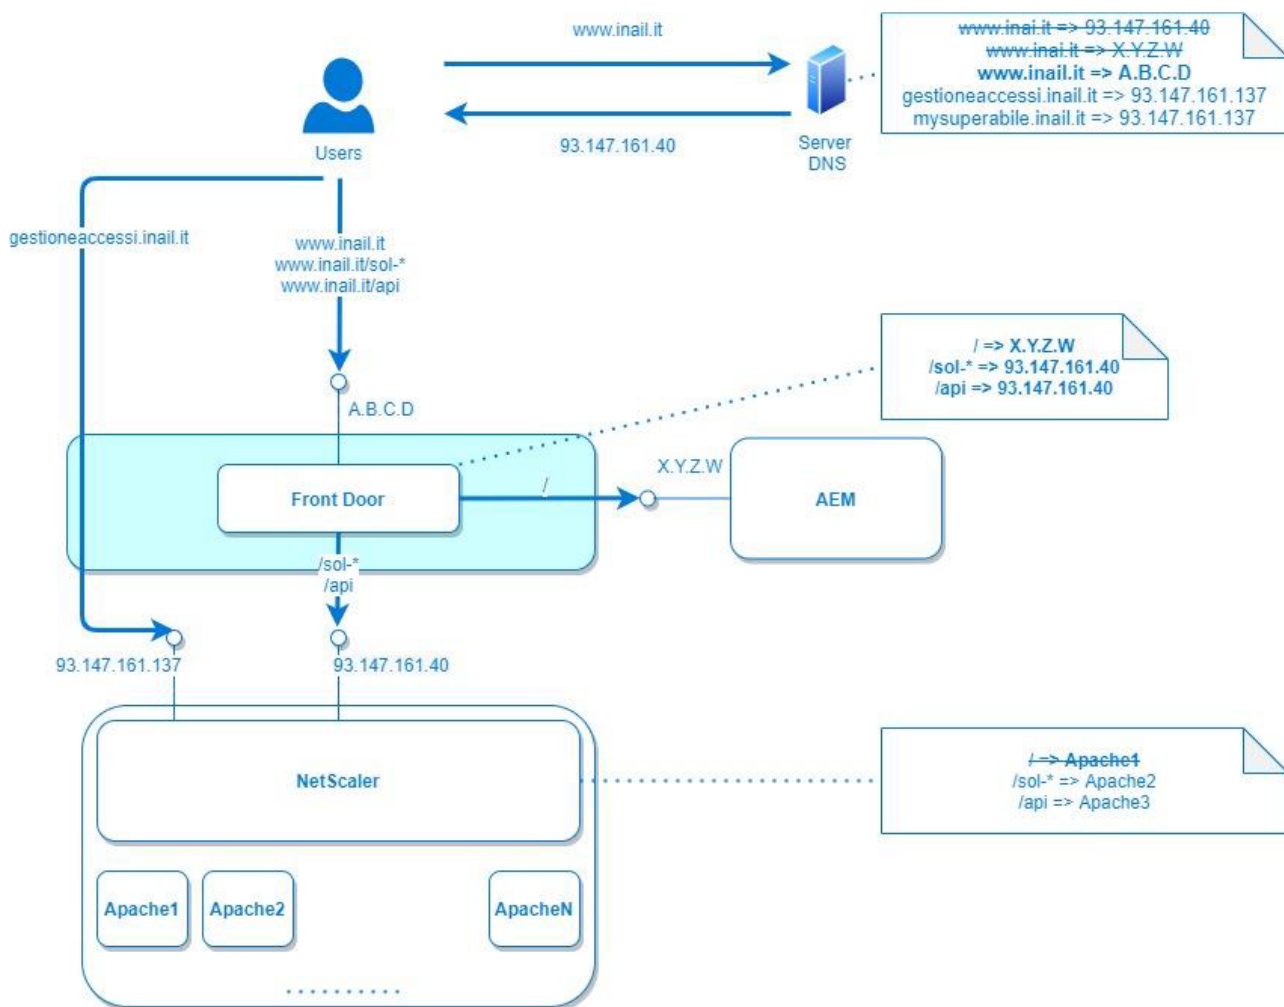 www.inail.it
Users
93.147.161.40
Server
DNS
www.inai.it => 93.147.161.40
www.inai.it => X.Y.Z.W
www.inail.it => A.B.C.D
gestioneaccessi.inail.it => 93.147.161.137
mysuperabile.inail.it => 93.147.161.137
gestioneaccessi.inail.it
www.inail.it
www.inail.it/sol-*
www.inail.it/api
A.B.C.D
/ => X.Y.Z.W
/sol-* => 93.147.161.40
/api => 93.147.161.40
Front Door
/
X.Y.Z.W
AEM
/sol-*
/api
93.147.161.137
93.147.161.40
NetScaler
/ => Apache1
/sol-* => Apache2
/api => Apache3
Apache1
Apache2
ApacheN